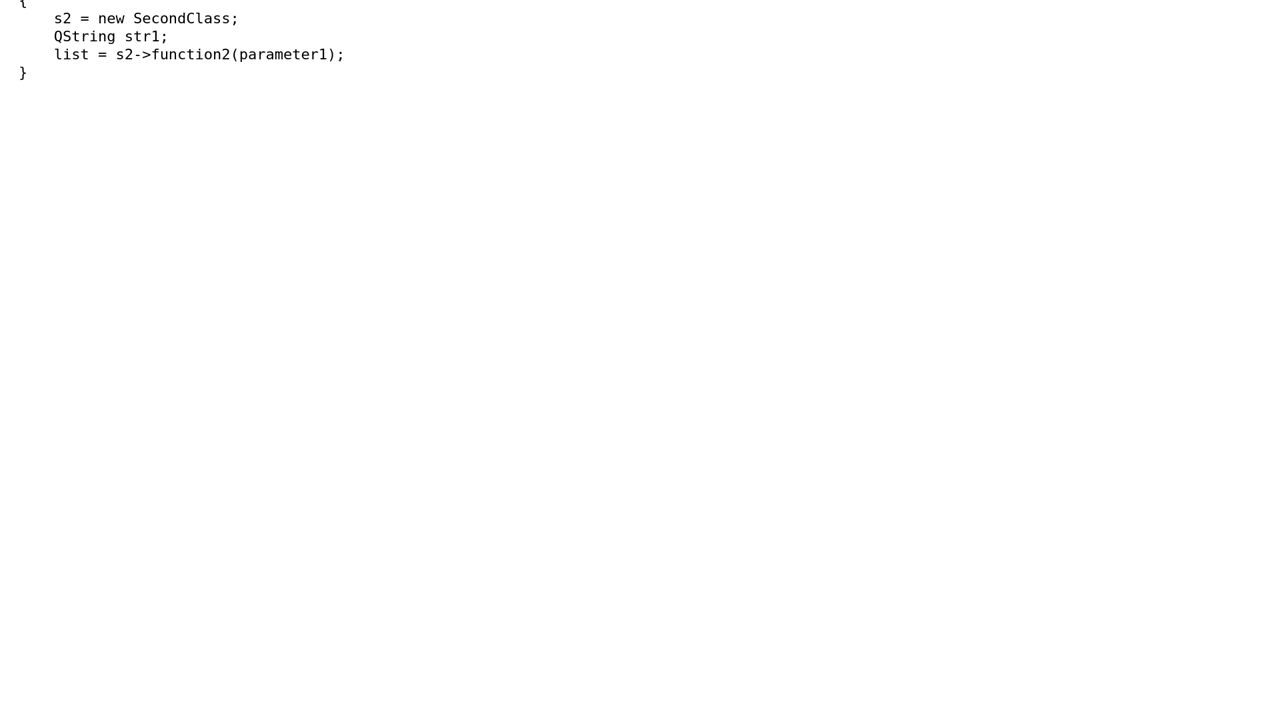 {
    s2 = new SecondClass;
    QString str1;
    list = s2->function2(parameter1);
}